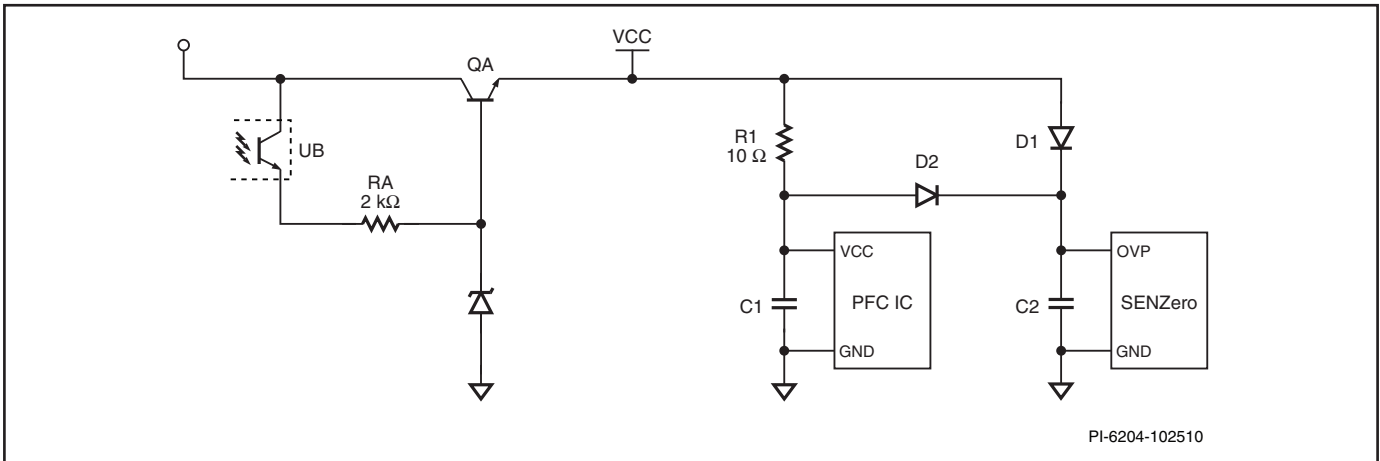 VCC
QA
UB
RA
2 kΩ
R1
10 Ω
D1
D2
VCC
PFC IC
GND
C1
OVP
SENZero
GND
C2
PI-6204-102510